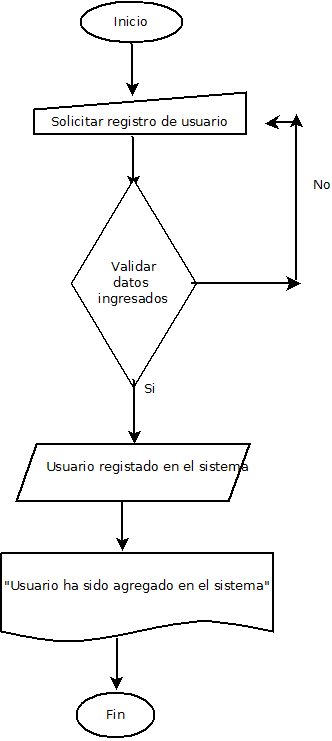 Inicio
Solicitar registro de usuario
No
Validar
datos
ingresados
Si
Usuario registado en el sistema
"Usuario ha sido agregado en el sistema"
Fin